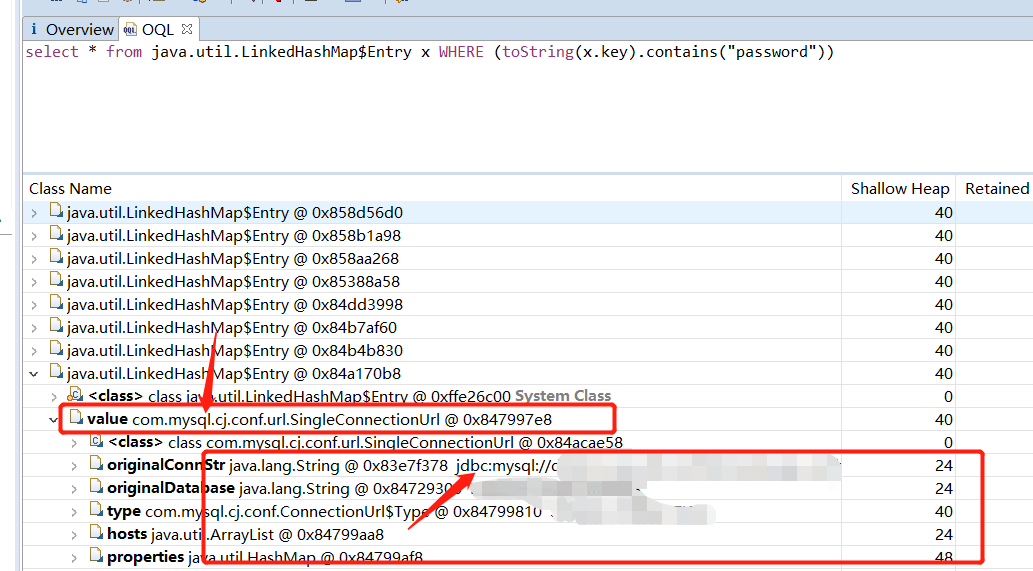 Overview OQL
select * from java.util.LinkedHashMap$Entry x WHERE (toString(x.key).contains("password"))
Class Name Shallow Heap Retained
java.util.LinkedHashMap$Entry @ 0x858d56d0 40
java.util.LinkedHashMap$Entry @ 0x858b1a98 40
java.util.LinkedHashMap$Entry @ 0x858aa268 40
java.util.LinkedHashMap$Entry @ 0x85388a58 40
java.util.LinkedHashMap$Entry @ 0x84dd3998 40
java.util.LinkedHashMap$Entry @ 0x84b7af60 40
java.util.LinkedHashMap$Entry @ 0x84b4b830 40
java.util.LinkedHashMap$Entry @ 0x84a170b8 40
<class> class java.util.LinkedHashMap$Entry @ 0xffe26c00 System Class 0
value com.mysql.cj.conf.url.SingleConnectionUrl @ 0x847997e8 40
<class> class com.mysql.cj.conf.url.SingleConnectionUrl @ 0x84acae58 0
originalConnStr java.lang.String @ 0x83e7f378 jdbc:mysql:// 24
originalDatabase java.lang.String @ 24
type com.mysql.cj.conf.ConnectionUrl$Type @ 0x84799810 40
hosts java.util.ArrayList @ 0x84799aa8 24
properties java.util.HashMap @ 0x84799af8 48